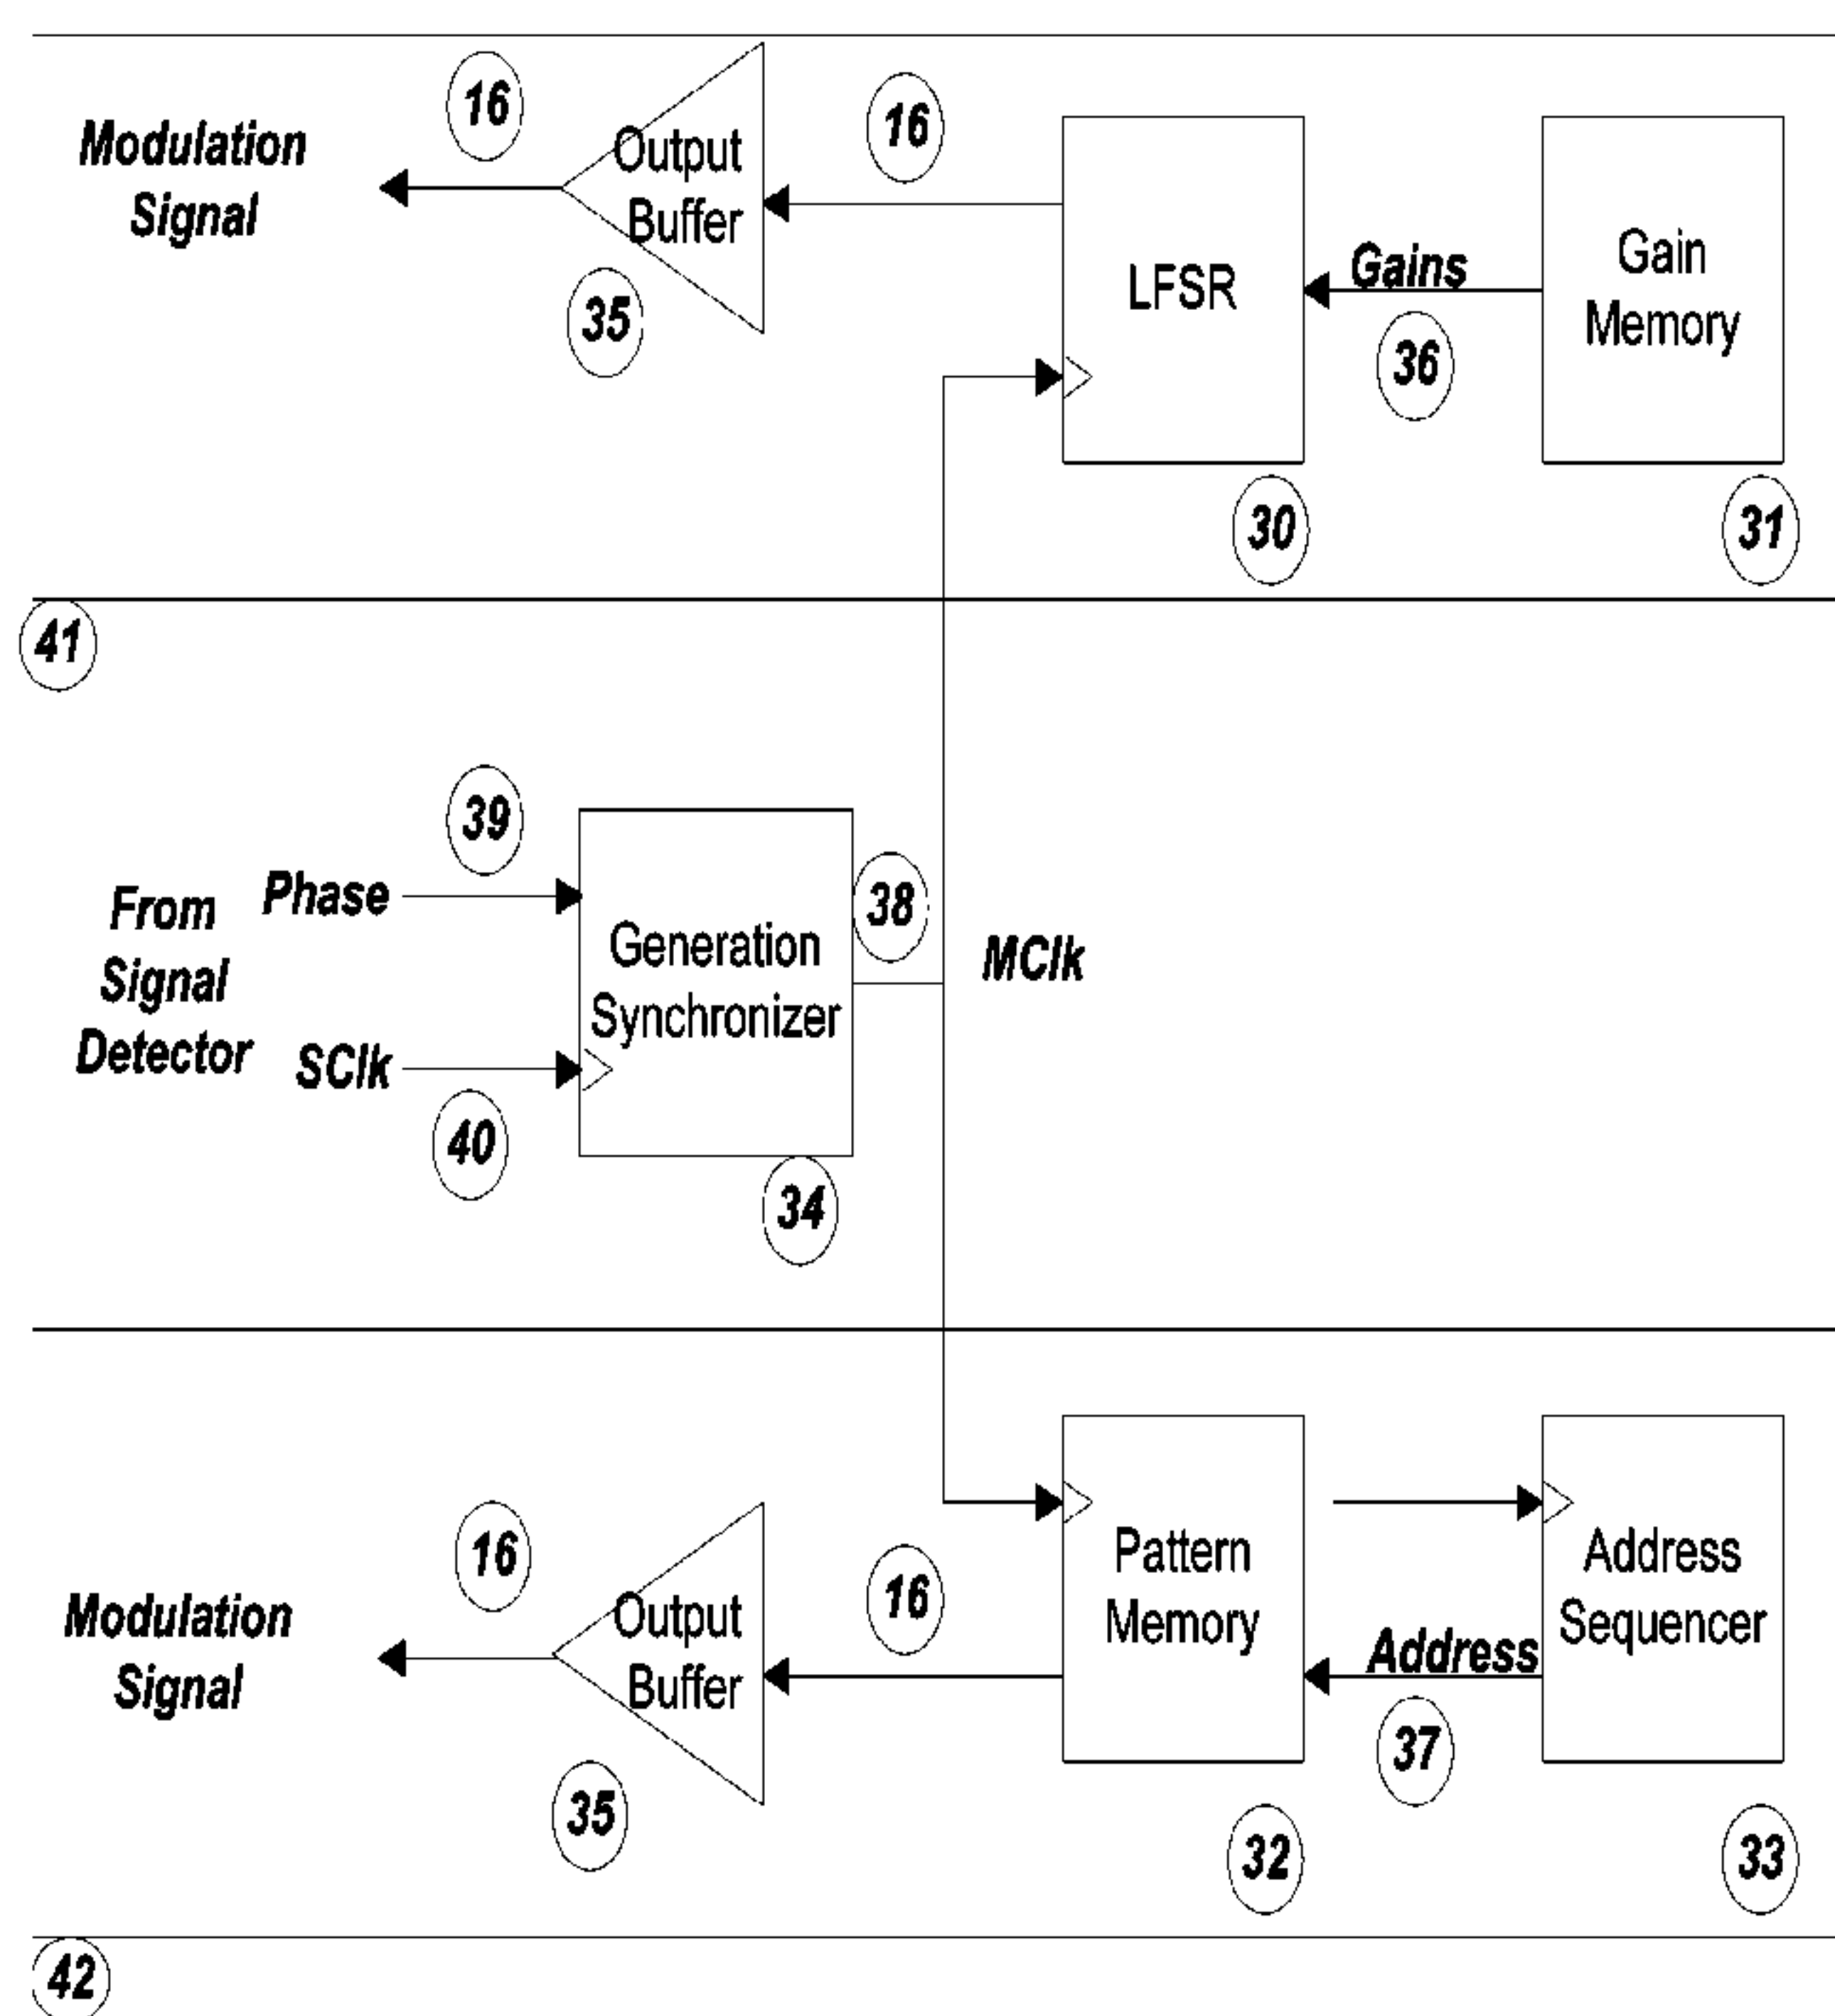 16
16
Modulation
Signal
Output
Buffer
35
LFSR
Gains
36
Gain
Memory
30
31
41
39
38
From
Signal
Detector
Phase
SClk
Generation
Synchronizer
MClk
40
34
16
16
Modulation
Signal
Output
Buffer
35
Pattern
Memory
Address
37
Address
Sequencer
32
33
42